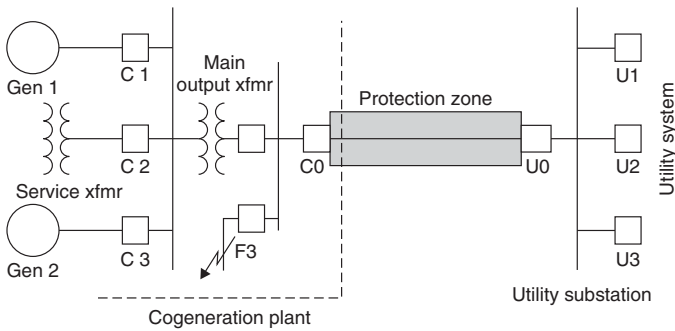 Gen 1
C 1
Main
output xfmr
Protection zone
U1
Service xfmr
C 2
C0
U0
U2
Utility system
Gen 2
C 3
F3
U3
Utility substation
Cogeneration plant